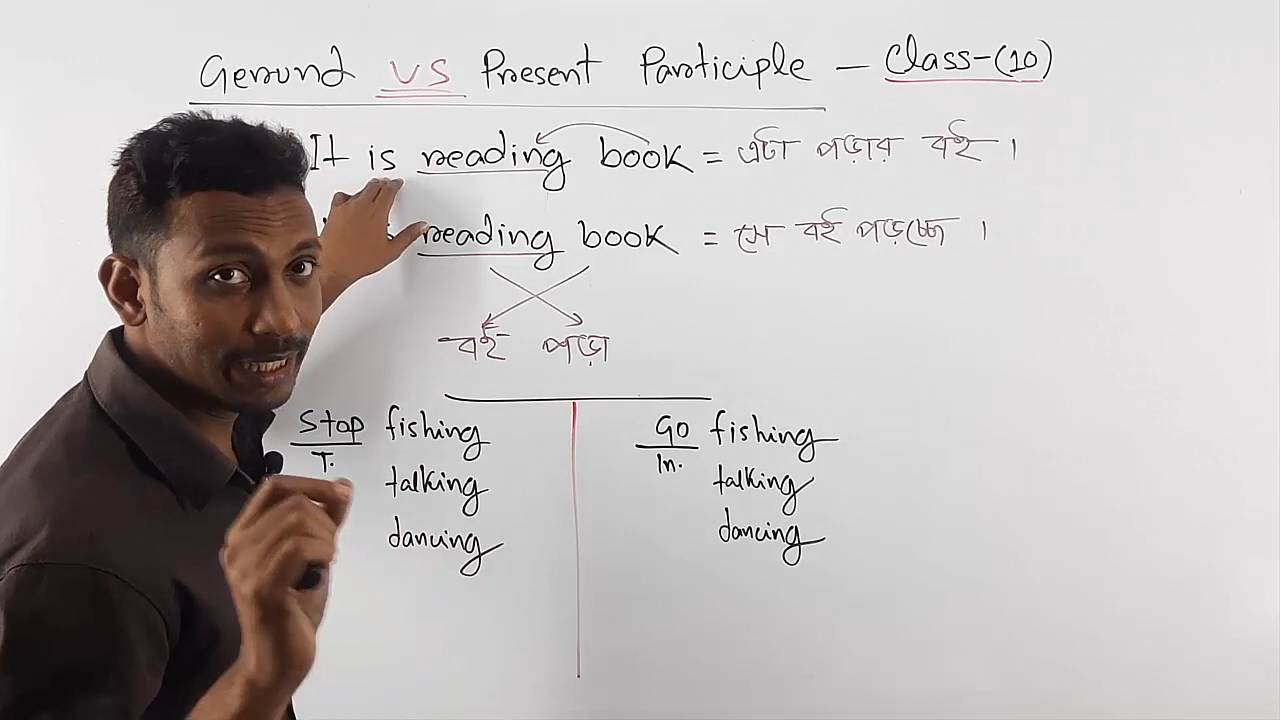 Gerund VS Present Participle – Class-(10)
It is reading book = এটা পড়ার বই।
reading book = সে বই পড়ছে।
বই পড়া
Stop fishing Go fishing
T. In.
talking talking
dancing dancing